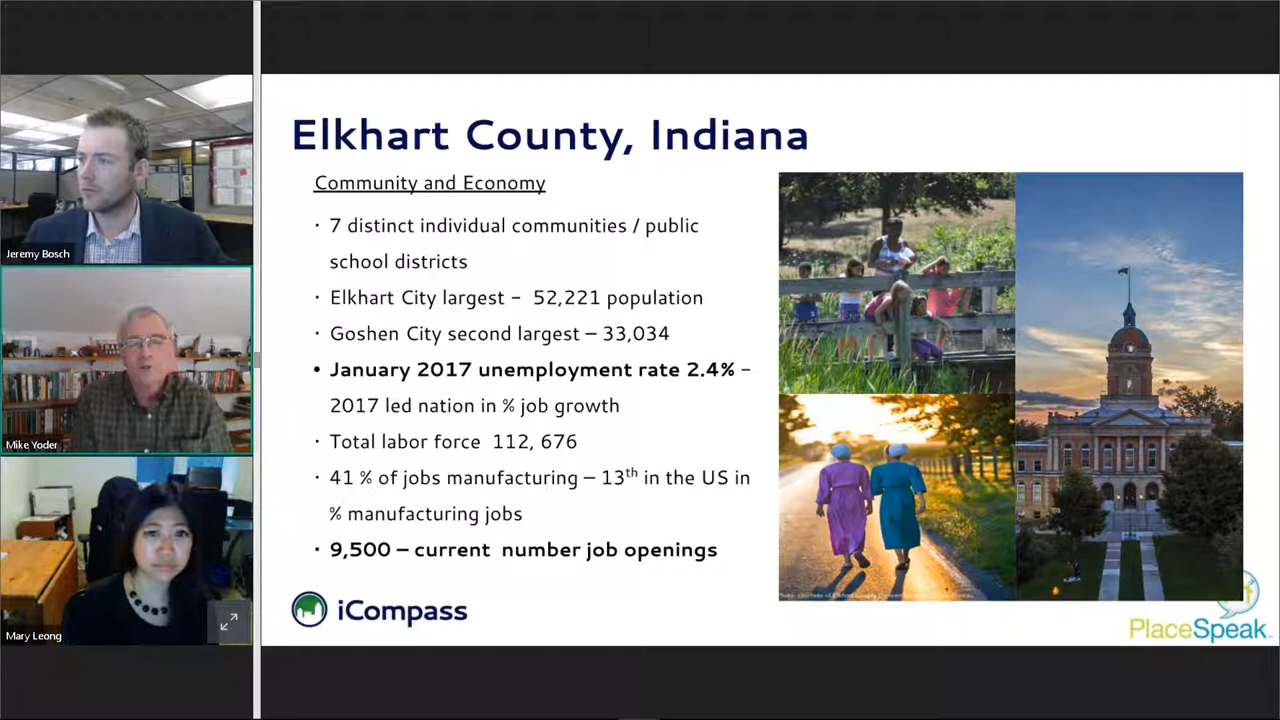 Jeremy Bosch
Mike Yoder
Mary Leong
Elkhart County, Indiana
Community and Economy
· 7 distinct individual communities / public
school districts
· Elkhart City largest - 52,221 population
· Goshen City second largest – 33,034
• January 2017 unemployment rate 2.4% -
2017 led nation in % job growth
· Total labor force 112, 676
· 41 % of jobs manufacturing – 13th in the US in
% manufacturing jobs
· 9,500 – current number job openings
iCompass
PlaceSpeak